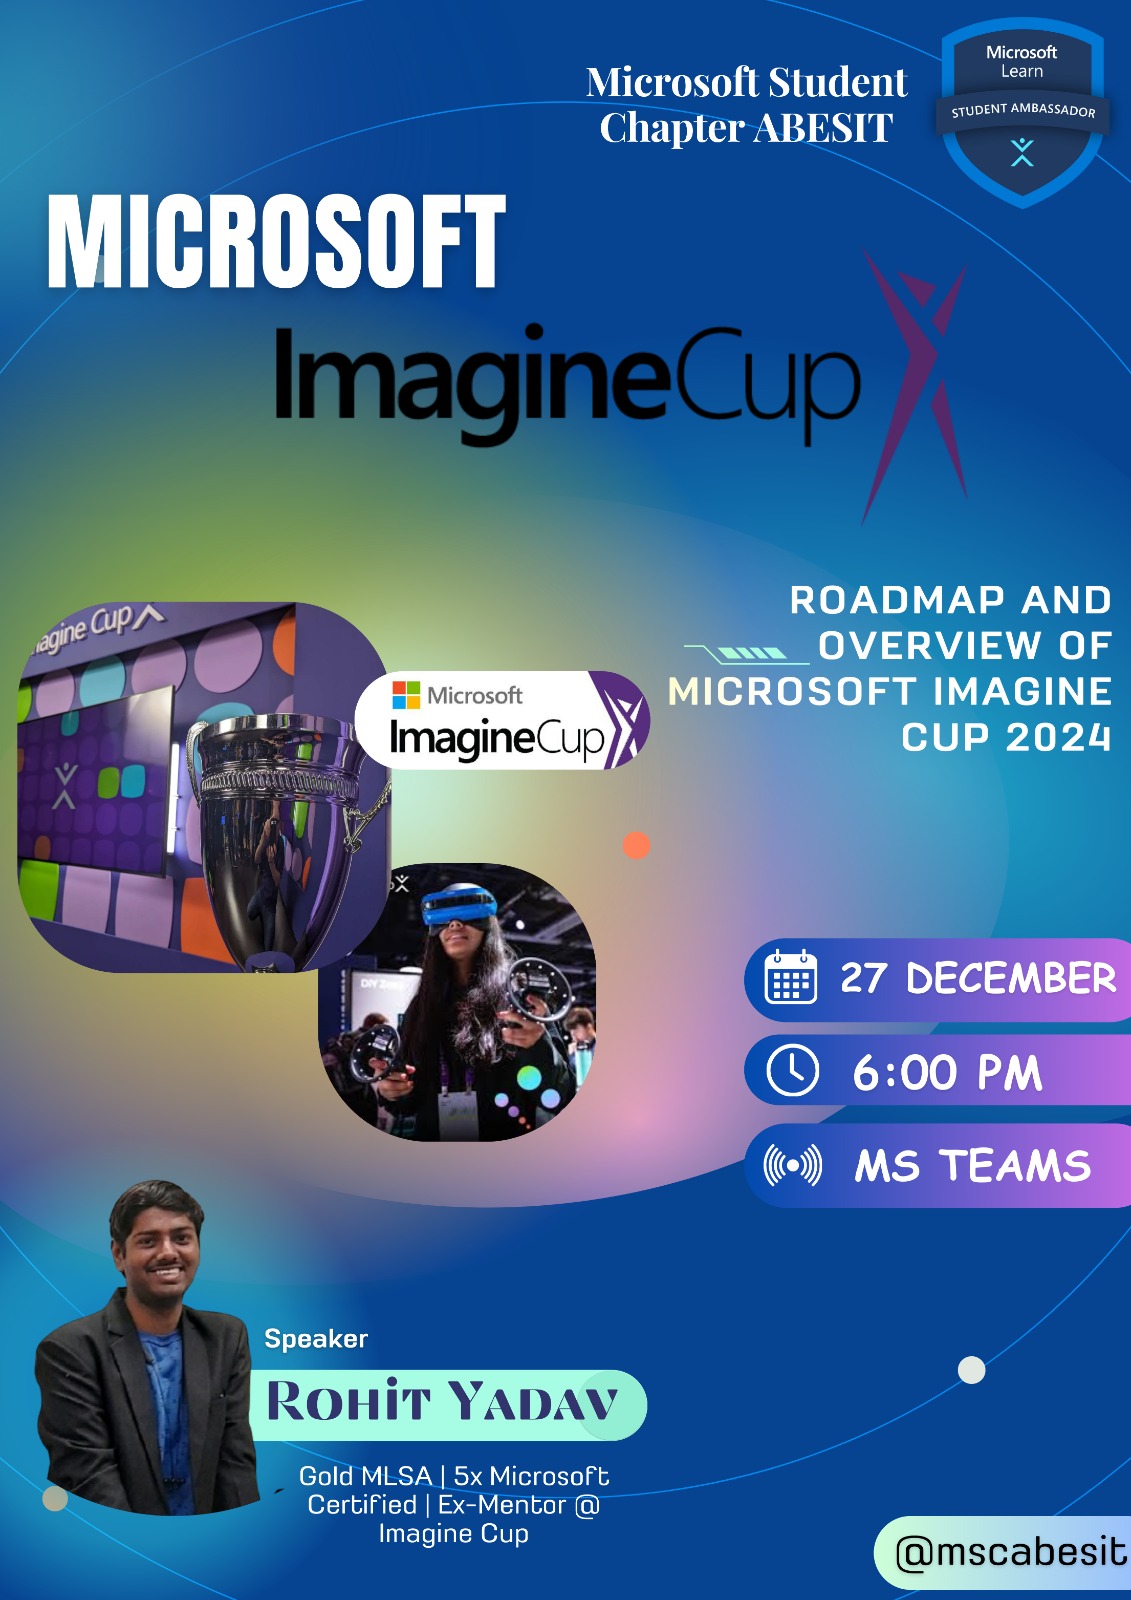 Microsoft Student
Chapter ABESIT
Microsoft
Learn
STUDENT AMBASSADOR
MICROSOFT
ImagineCup
ROADMAP AND
OVERVIEW OF
MICROSOFT IMAGINE
CUP 2024
agine Cup
Microsoft
ImagineCup
27 DECEMBER
6:00 PM
MS TEAMS
Speaker
ROHIT YADAV
Gold MLSA | 5x Microsoft
Certified | Ex-Mentor @
Imagine Cup
@mscabesit